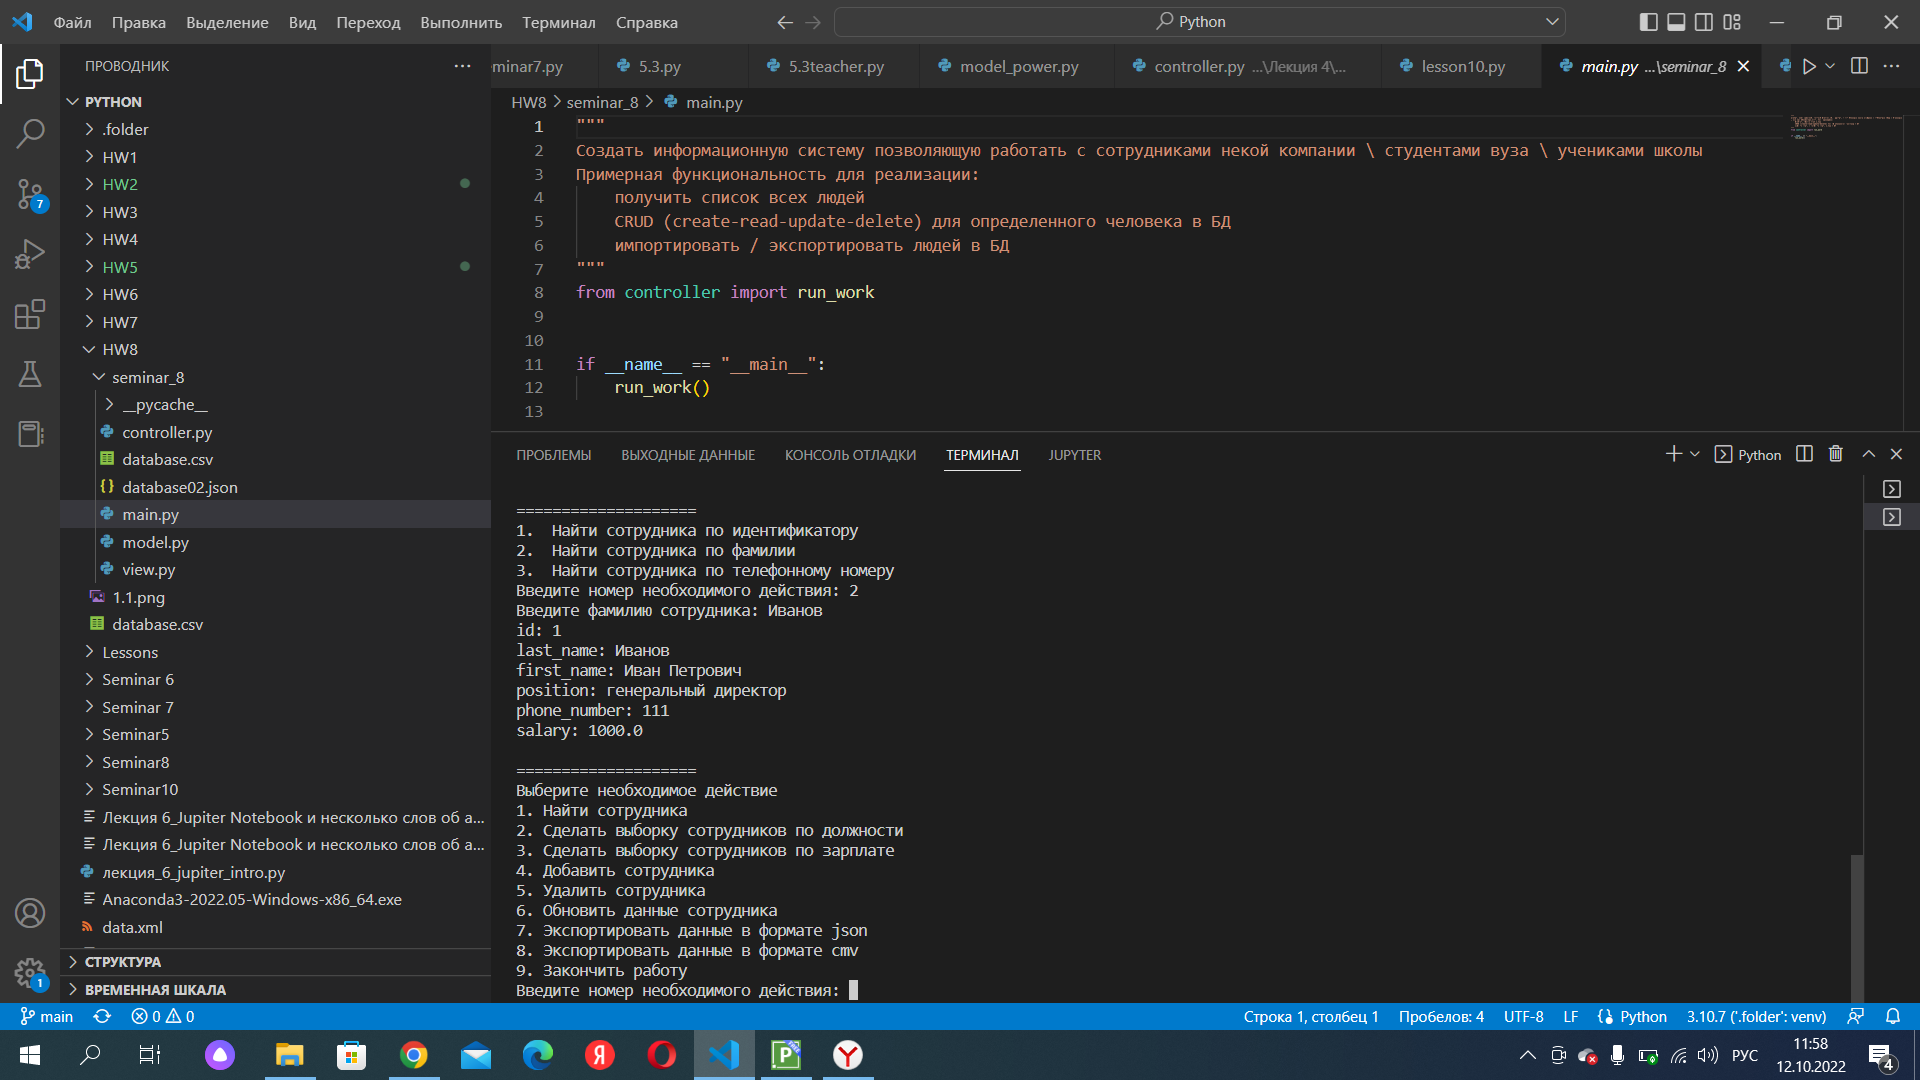 Файл Правка Выделение Вид Переход Выполнить Терминал Справка
Python
ПРОВОДНИК
minar7.py 5.3.py 5.3teacher.py model_power.py controller.py ...\Лекция 4\... lesson10.py main.py ...\seminar_8
HW8 seminar_8 main.py
PYTHON
.folder
HW1
HW2
HW3
HW4
HW5
HW6
HW7
HW8
seminar_8
__pycache__
controller.py
database.csv
database02.json
main.py
model.py
view.py
1.1.png
database.csv
Lessons
Seminar 6
Seminar 7
Seminar5
Seminar8
Seminar10
Лекция 6_Jupiter Notebook и несколько слов об а...
Лекция 6_Jupiter Notebook и несколько слов об а...
лекция_6_jupiter_intro.py
Anaconda3-2022.05-Windows-x86_64.exe
data.xml
СТРУКТУРА
ВРЕМЕННАЯ ШКАЛА
7
1
1 """
2 Создать информационную систему позволяющую работать с сотрудниками некой компании \ студентами вуза \ учениками школы
3 Примерная функциональность для реализации:
4 получить список всех людей
5 CRUD (create-read-update-delete) для определенного человека в БД
6 импортировать / экспортировать людей в БД
7 """
8 from controller import run_work
9
10
11 if __name__ == "__main__":
12 run_work()
13
ПРОБЛЕМЫ ВЫХОДНЫЕ ДАННЫЕ КОНСОЛЬ ОТЛАДКИ ТЕРМИНАЛ JUPYTER
Python
====================
1.  Найти сотрудника по идентификатору
2.  Найти сотрудника по фамилии
3.  Найти сотрудника по телефонному номеру
Введите номер необходимого действия: 2
Введите фамилию сотрудника: Иванов
id: 1
last_name: Иванов
first_name: Иван Петрович
position: генеральный директор
phone_number: 111
salary: 1000.0
====================
Выберите необходимое действие
1. Найти сотрудника
2. Сделать выборку сотрудников по должности
3. Сделать выборку сотрудников по зарплате
4. Добавить сотрудника
5. Удалить сотрудника
6. Обновить данные сотрудника
7. Экспортировать данные в формате json
8. Экспортировать данные в формате cmv
9. Закончить работу
Введите номер необходимого действия:
main 0 0 Строка 1, столбец 1 Пробелов: 4 UTF-8 LF Python 3.10.7 ('.folder': venv)
РУС
11:58
12.10.2022
4